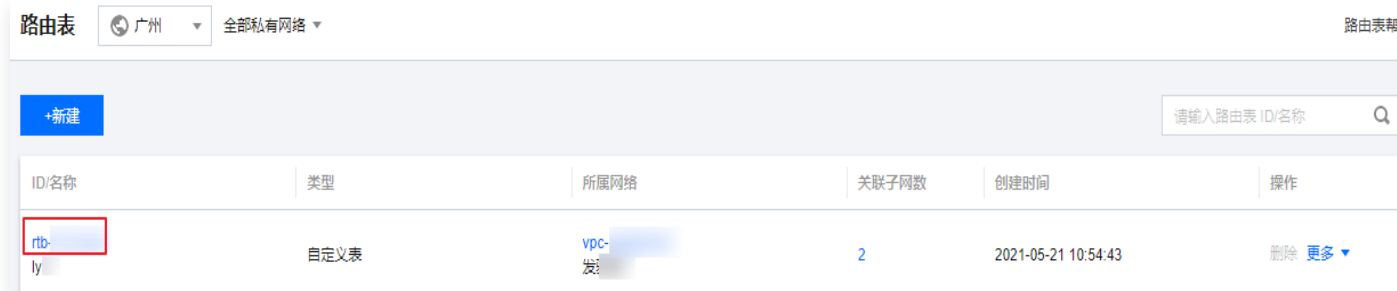 路由表 广州 全部私有网络 路由表帮
+新建 请输入路由表 ID/名称
ID/名称 类型 所属网络 关联子网数 创建时间 操作
rtb- 自定义表 vpc- 2 2021-05-21 10:54:43 删除 更多
ly 发